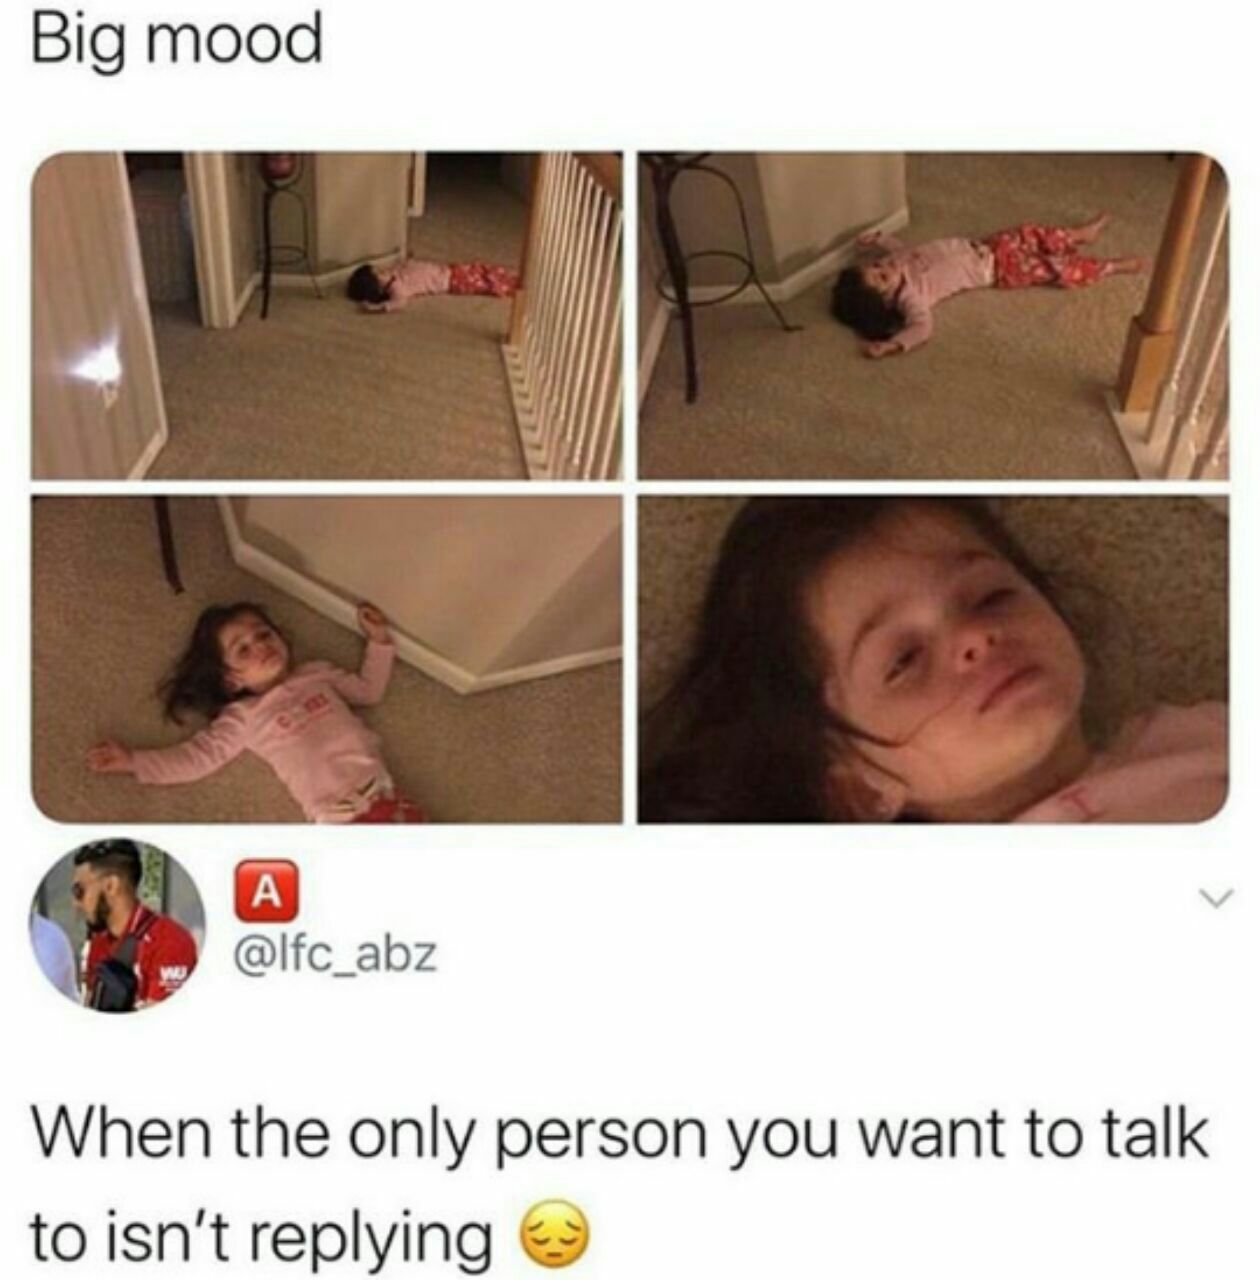 Big mood
A
@lfc_abz
When the only person you want to talk
to isn't replying 😔